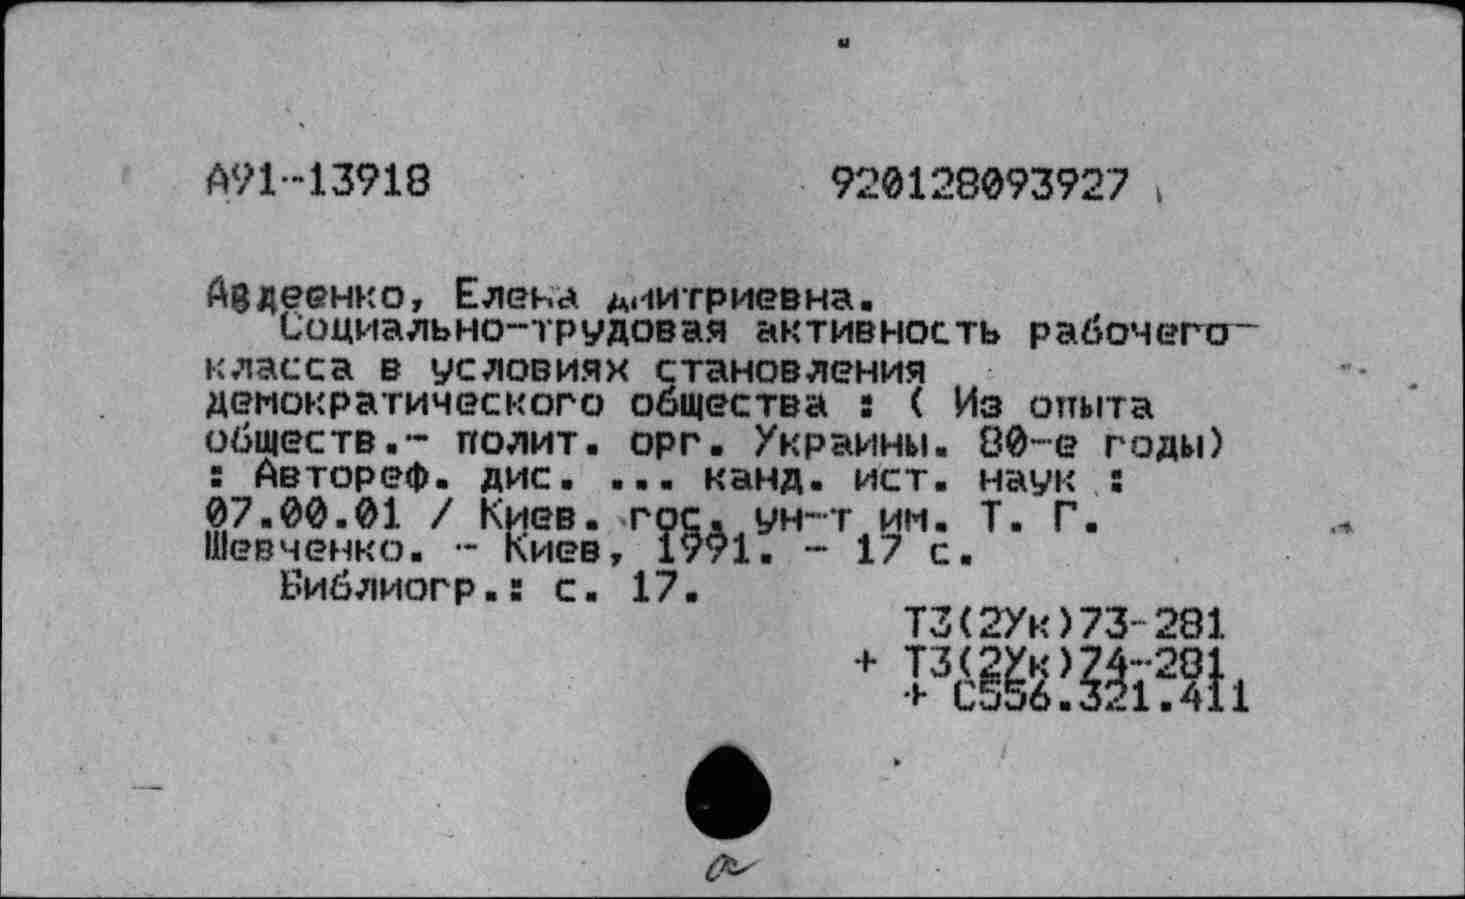 А91-13918 920128093927
Авдеенко, Елена Дмитриевна.
Социально-трудовая активность рабочего
класса в условиях становления
демократического общества : ( Из опыта
обществ.- полит. орг. Украины. 80-е годы)
: Автореф. дис. ... канд. ист. наук :
07.00.01 / Киев. гос. ун-т им. Т. Г.
Шевченко. - Киев, 1991. - 17 с.
Библиогр.: с. 17.
Т3(2Ук)73-281
+ Т3(2Ук)74-281
+ С556.321.411